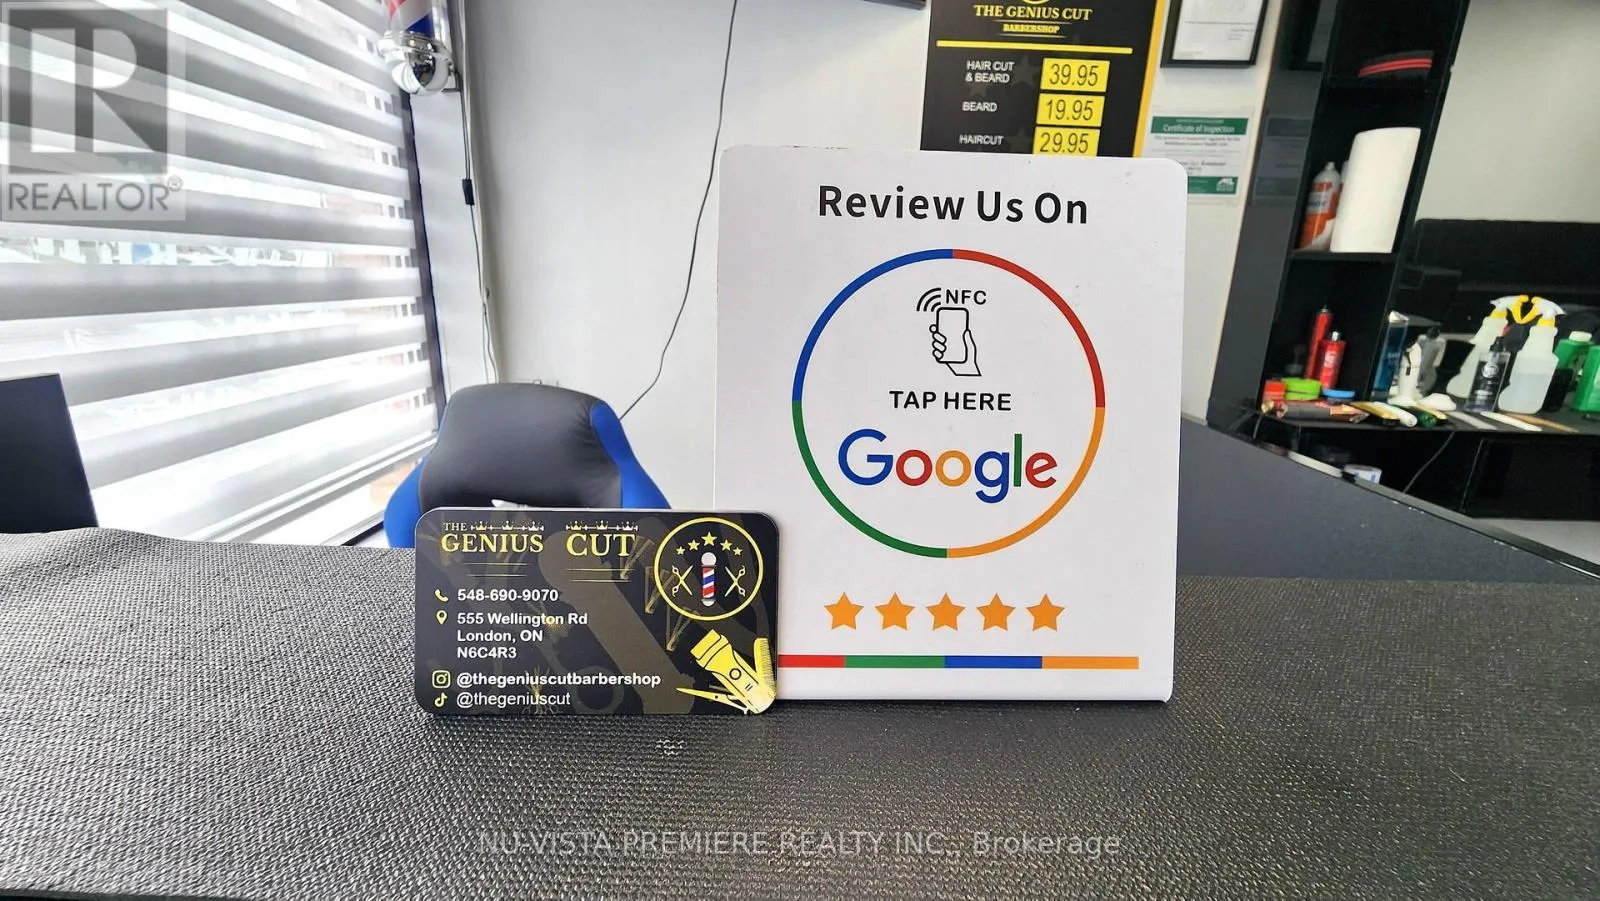 REALTOR®
THE GENIUS CUT
BARBERSHOP
HAIR CUT
& BEARD
39.95
BEARD
19.95
HAIRCUT
29.95
Certificate of Inspection
Review Us On
NFC
TAP HERE
Google
THE
GENIUS CUT
548-690-9070
555 Wellington Rd
London, ON
N6C4R3
@thegeniuscutbarbershop
@thegeniuscut
NU-VISTA PREMIERE REALTY INC., Brokerage